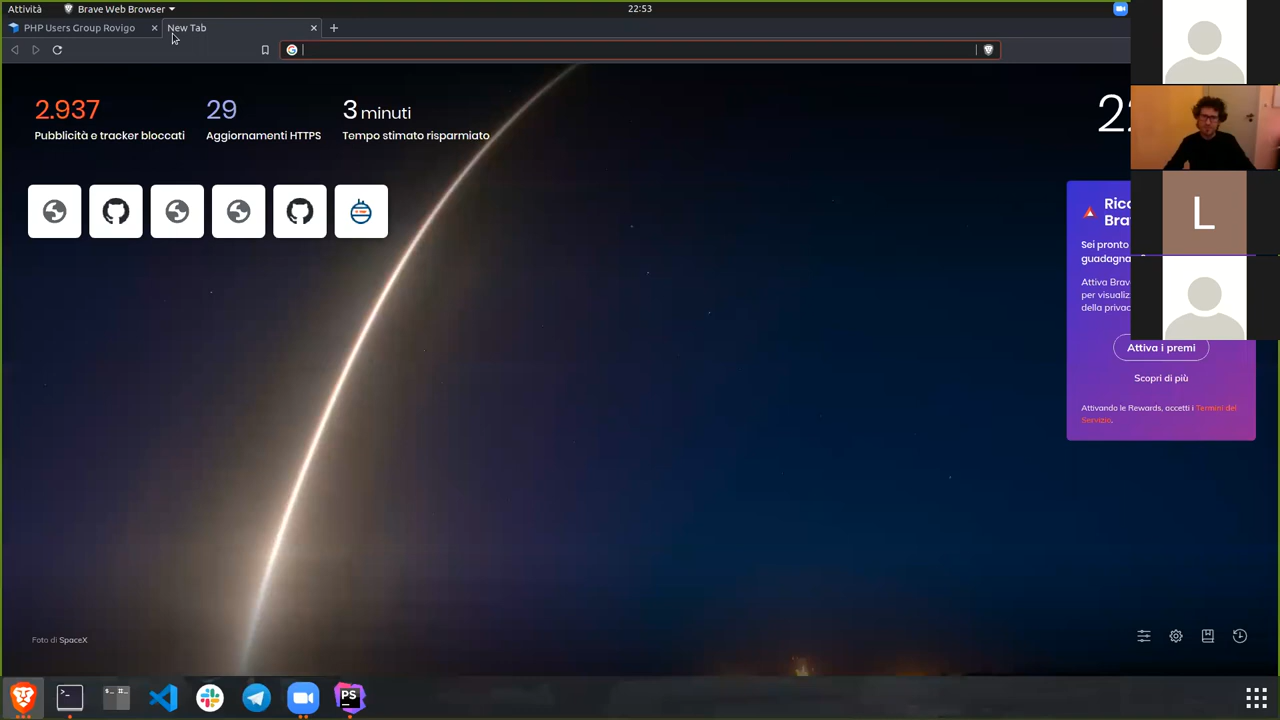 Attività
Brave Web Browser
22:53
PHP Users Group Rovigo
New Tab
2.937
Pubblicità e tracker bloccati
29
Aggiornamenti HTTPS
3 minuti
Tempo stimato risparmiato
Sei pronto
Attiva i premi
Scopri di più
Attivando le Rewards, accetti i Termini del
Servizio.
L
Foto di SpaceX
PS